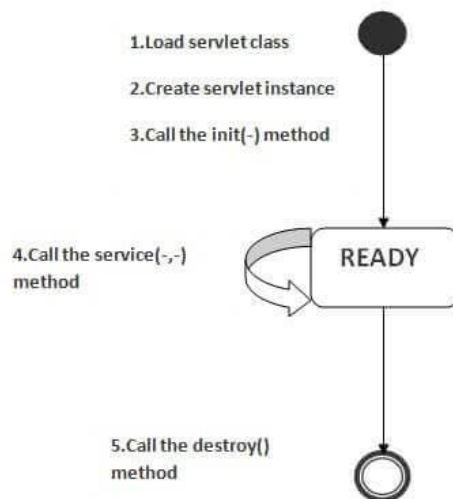 1.Load servlet class
2.Create servlet instance
3.Call the init(-) method
4.Call the service(-,-)
method
READY
5.Call the destroy()
method